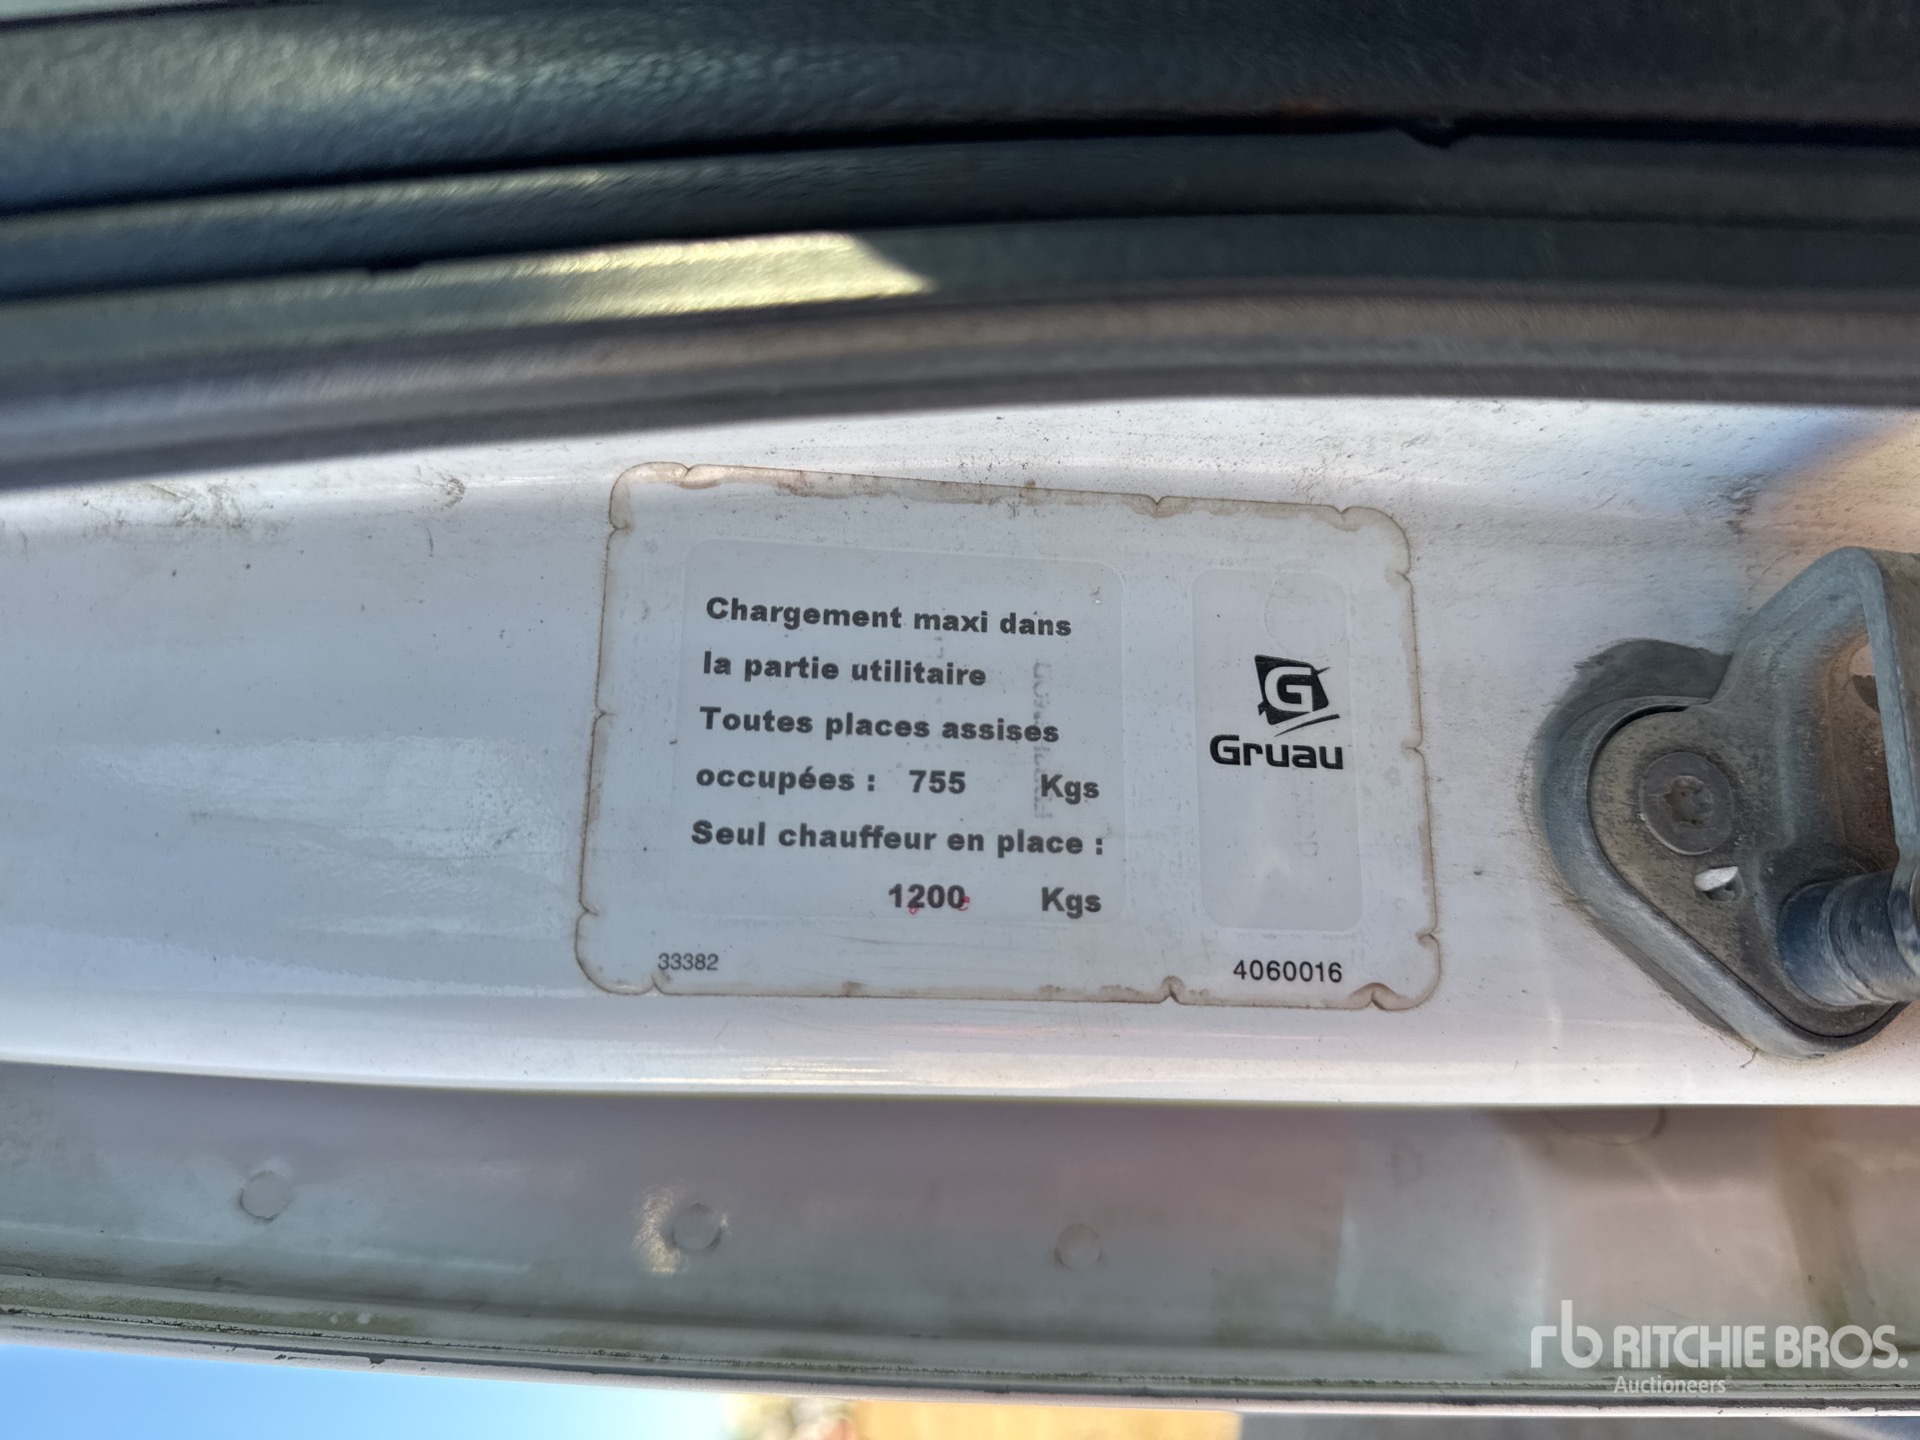 Chargement maxi dans
la partie utilitaire
Toutes places assises
occupées : 755 Kgs
Seul chauffeur en place :
1200 Kgs
33382
G
Gruau
4060016
rb RITCHIE BROS.
Auctioneers